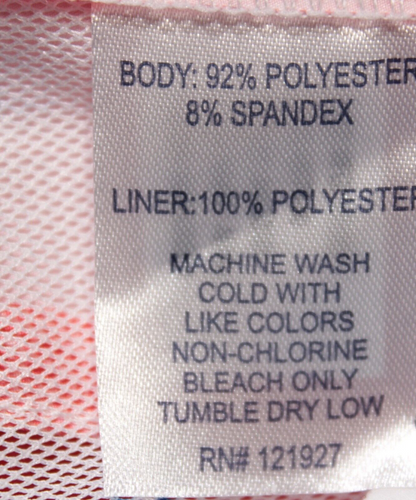 BODY: 92% POLYESTER
8% SPANDEX
LINER:100% POLYESTER
MACHINE WASH
COLD WITH
LIKE COLORS
NON-CHLORINE
BLEACH ONLY
TUMBLE DRY LOW
RN# 121927